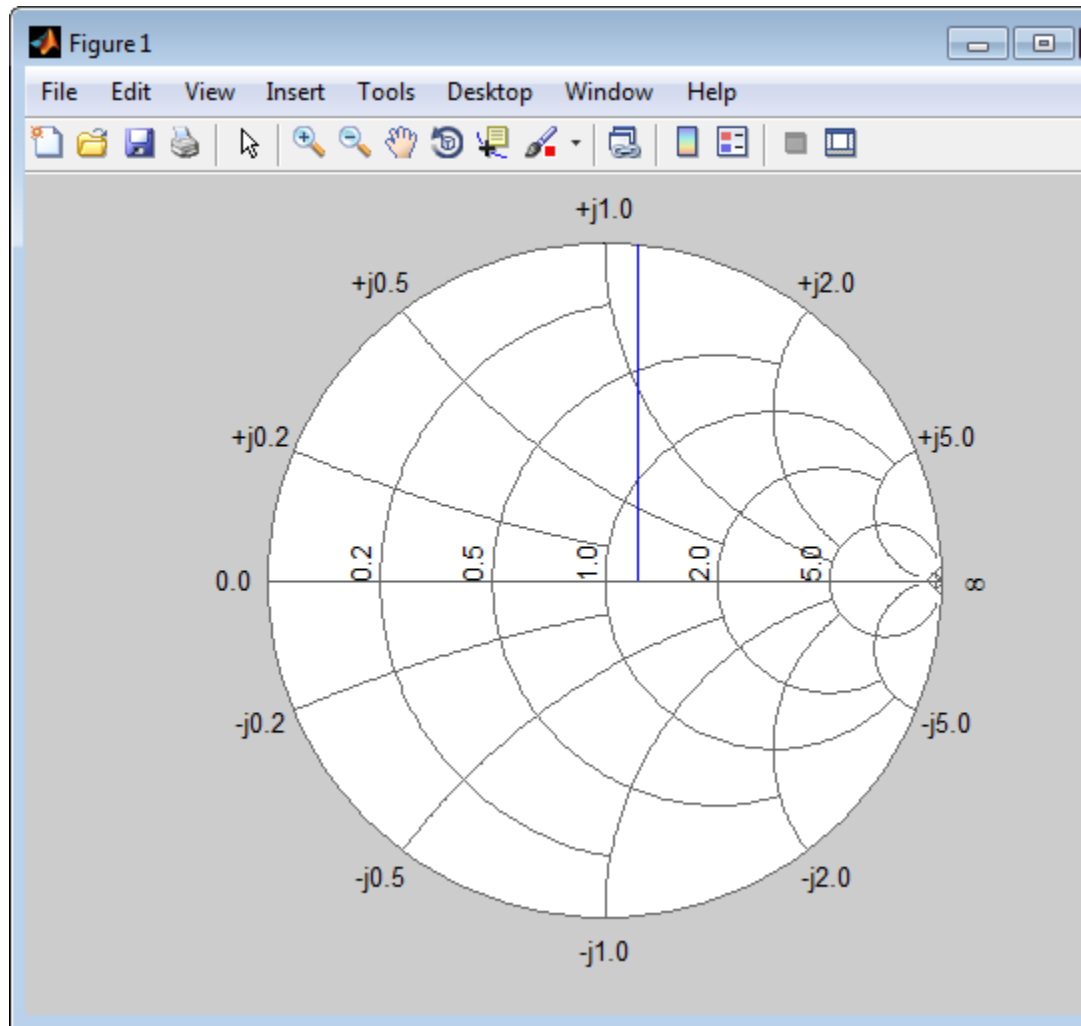 Figure 1
File Edit View Insert Tools Desktop Window Help
+j1.0
+j0.5 +j2.0
+j0.2 +j5.0
0.0 0.2 0.5 1.0 2.0 5.0 ∞
-j0.2 -j5.0
-j0.5 -j2.0
-j1.0